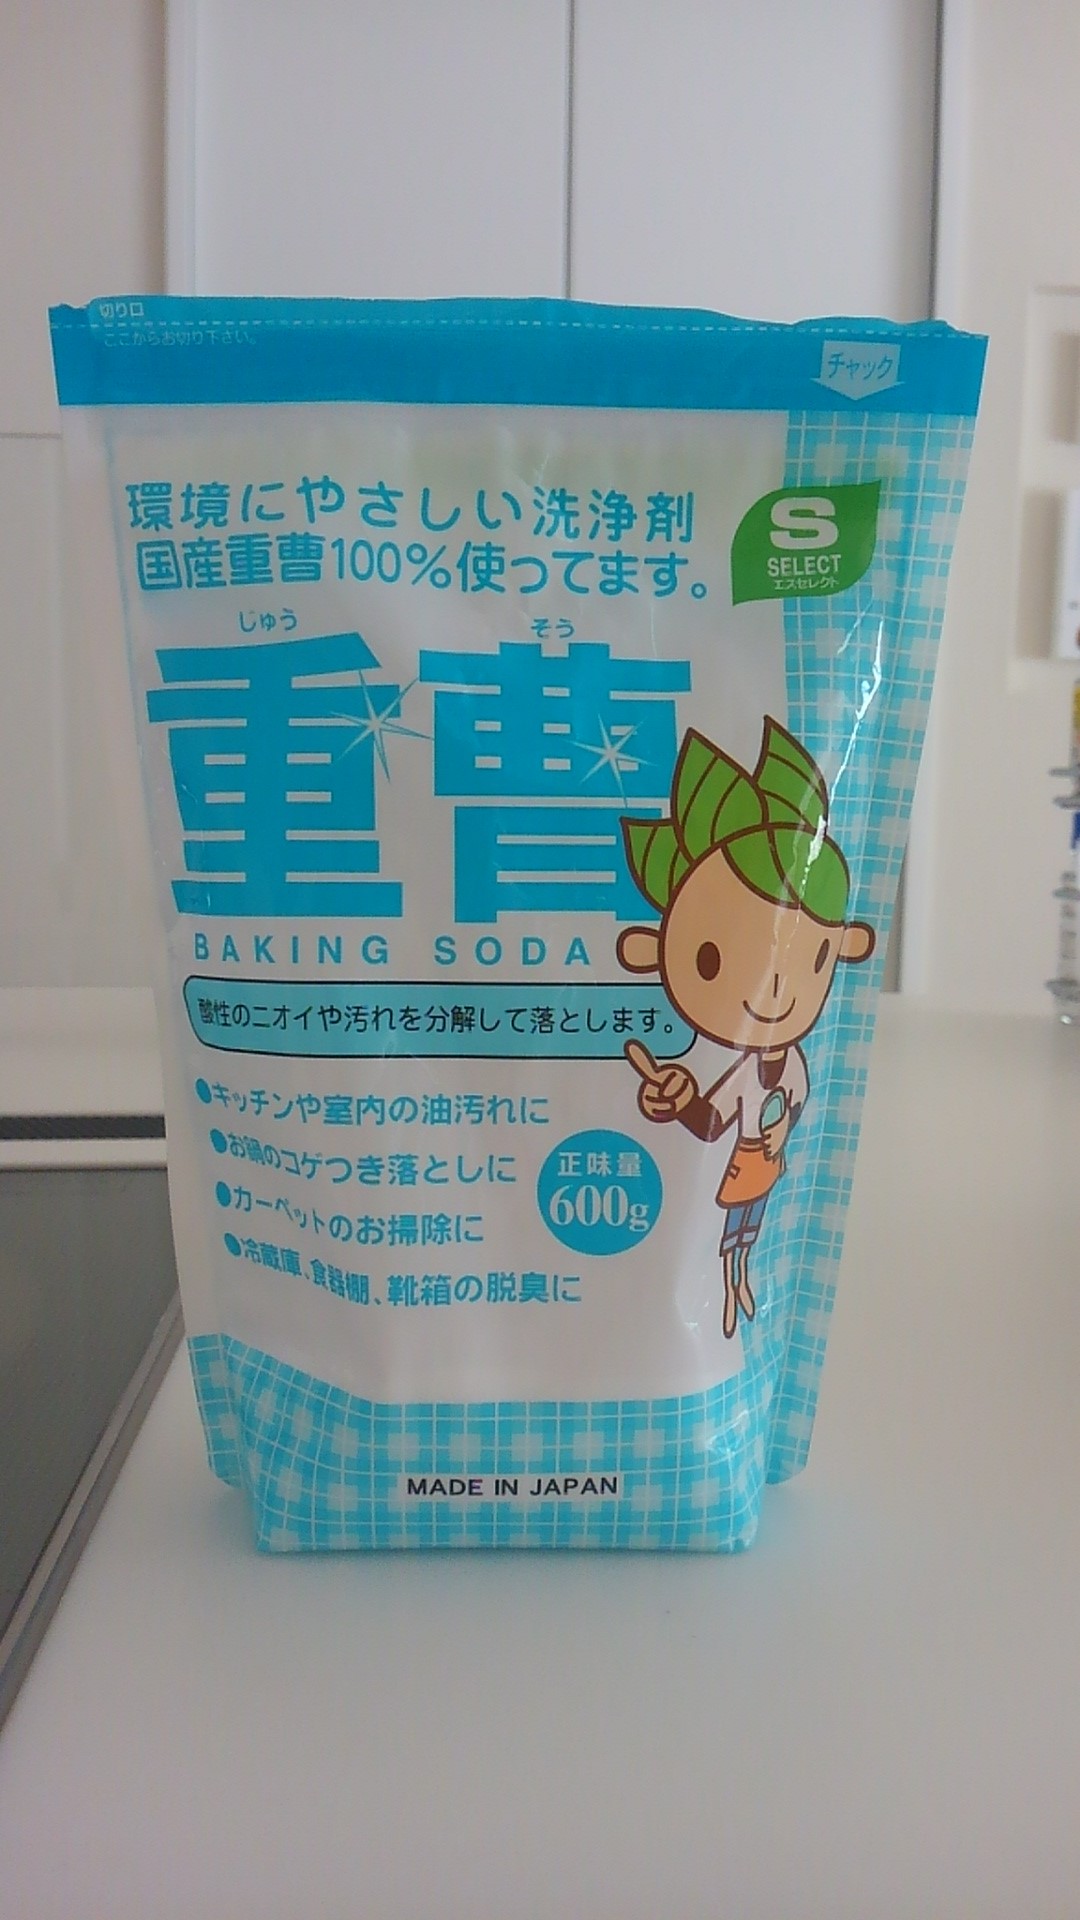 切り口
ここからお切り下さい。
チャック
環境にやさしい洗浄剤
国産重曹100%使ってます。
S
SELECT
エスセレクト
じゅう そう
重曹
BAKING SODA
酸性のニオイや汚れを分解して落とします。
●キッチンや室内の油汚れに
●お鍋のコゲつき落としに
●カーペットのお掃除に
●冷蔵庫、食器棚、靴箱の脱臭に
正味量
600g
MADE IN JAPAN